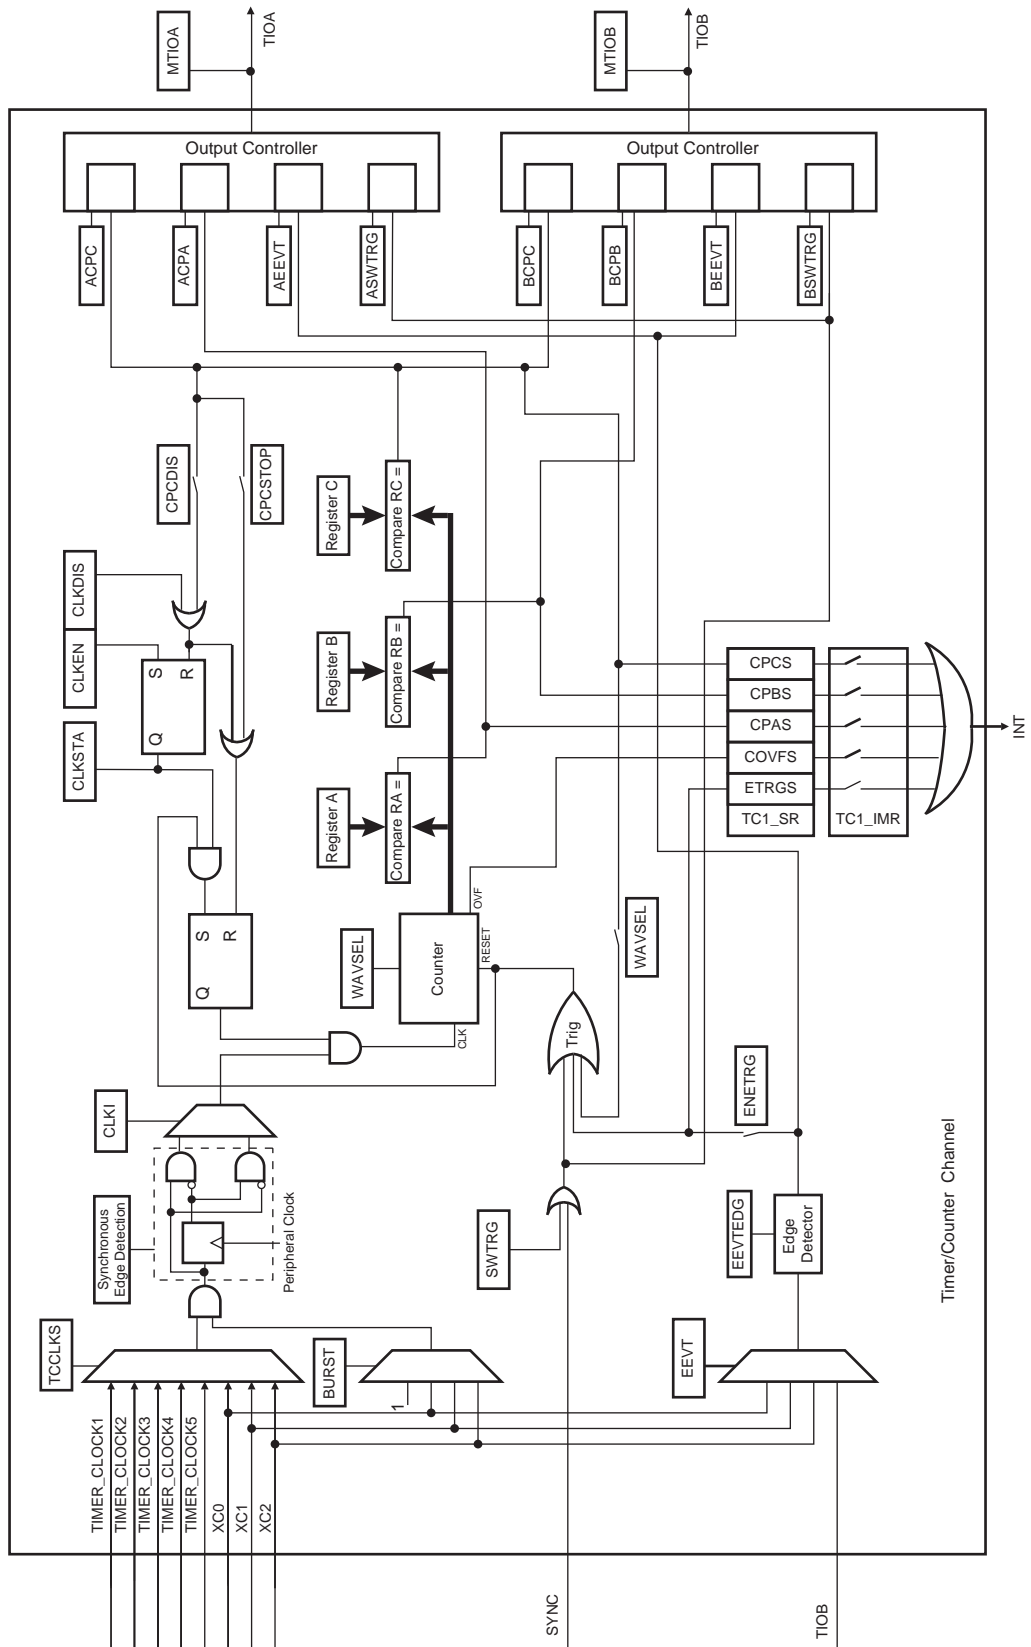 MTIOA
TIOA
MTIOB
TIOB
Output Controller
Output Controller
ACPC
ACPA
AEEVT
ASWTRG
BCPC
BCPB
BEEVT
BSWTRG
CPCDIS
CPCSTOP
Register C
Compare RC =
CLKDIS
CLKEN
CLKSTA
S
R
Q
Register B
Compare RB =
Register A
Compare RA =
CPCS
CPBS
CPAS
COVFS
ETRGS
TC1_SR
TC1_IMR
INT
S
R
Q
WAVSEL
Counter
OVF
RESET
CLK
WAVSEL
Trig
ENETRG
CLKI
Synchronous
Edge Detection
Peripheral Clock
SWTRG
EEVTEDG
Edge
Detector
Timer/Counter Channel
TCCLKS
BURST
EEVT
1
TIMER_CLOCK1
TIMER_CLOCK2
TIMER_CLOCK3
TIMER_CLOCK4
TIMER_CLOCK5
XC0
XC1
XC2
SYNC
TIOB